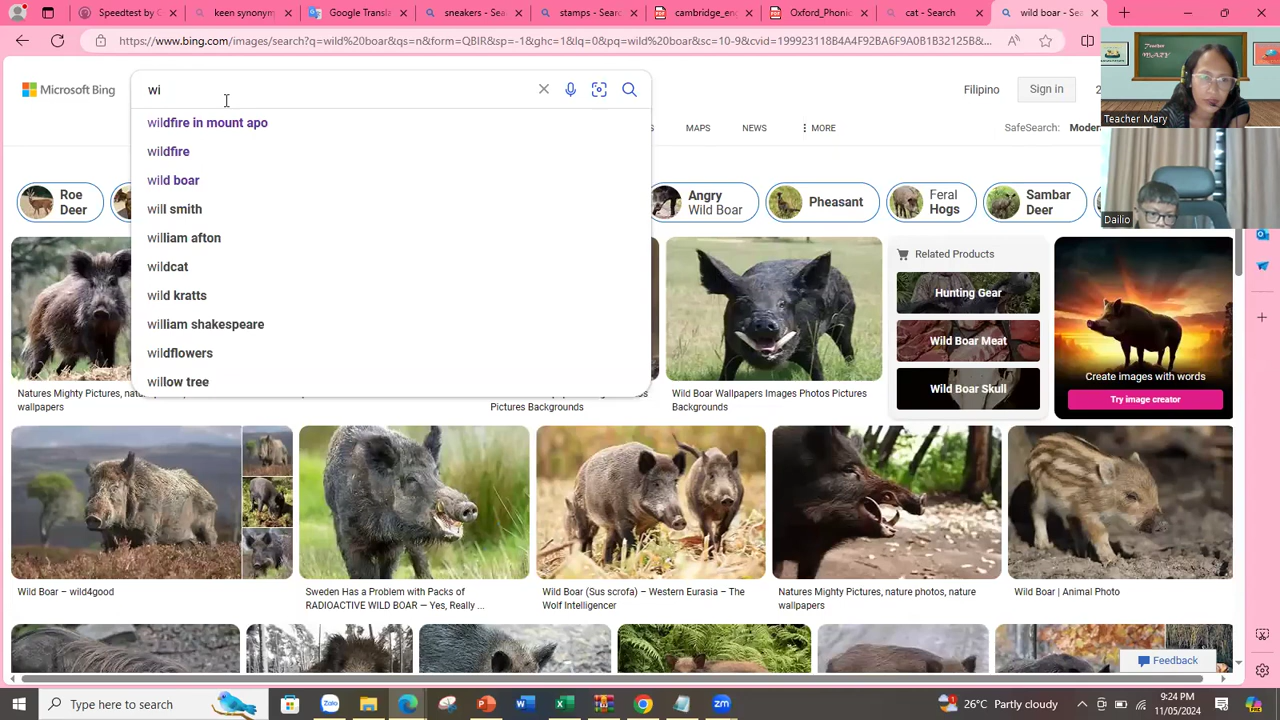 Speedtest by O
keen synonym
Google Transla
sneakers - Sea
stamps - Searc
cambridge_eng
Oxford_Phonic
cat - Search
wild boar - Sea
https://www.bing.com/images/search?q=wild%20boar&qs=n&form=QBIR&sp=-1&ghc=1&lq=0&pq=wild%20boar&sc=10-9&cvid=199923118B4A4F92BA6F9A0B1B32125B&...
Microsoft Bing
wi
Filipino
Sign in
Teacher Mary
wildfire in mount apo
wildfire
wild boar
will smith
william afton
wildcat
wild kratts
william shakespeare
wildflowers
willow tree
MAPS
NEWS
MORE
SafeSearch:
Moder
Dailio
Roe
Deer
Angry
Wild Boar
Pheasant
Feral
Hogs
Sambar
Deer
Related Products
Hunting Gear
Wild Boar Meat
Wild Boar Skull
Create images with words
Try image creator
Natures Mighty Pictures, natu
wallpapers
Pictures Backgrounds
Wild Boar Wallpapers Images Photos Pictures
Backgrounds
Wild Boar – wild4good
Sweden Has a Problem with Packs of
RADIOACTIVE WILD BOAR — Yes, Really ...
Wild Boar (Sus scrofa) – Western Eurasia – The
Wolf Intelligencer
Natures Mighty Pictures, nature photos, nature
wallpapers
Wild Boar | Animal Photo
Feedback
Type here to search
Zalo
zm
26°C Partly cloudy
9:24 PM
11/05/2024